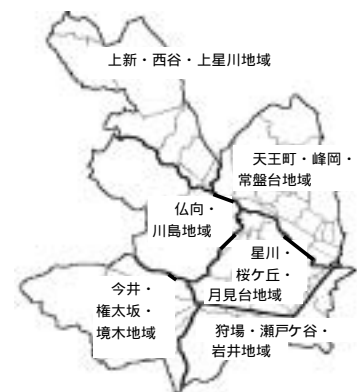 上新・西谷・上星川地域
天王町・峰岡・
常盤台地域
仏向・
川島地域
星川・
桜ケ丘・
月見台地域
今井・
権太坂・
境木地域
狩場・瀬戸ケ谷・
岩井地域